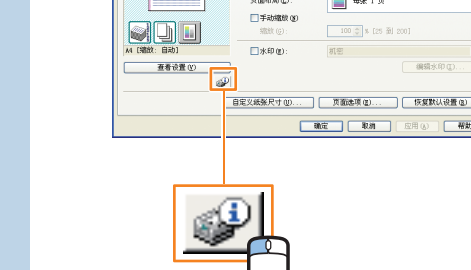 页面布局(L):
每张 1 页
手动缩放(N)
缩放(G):
100 % [25 到 200]
A4 [缩放: 自动]
水印(E):
机密
查看设置(V)
编辑水印(I)...
自定义纸张尺寸(U)...
页面选项(R)...
恢复默认设置(R)
确定
取消
应用(A)
帮助